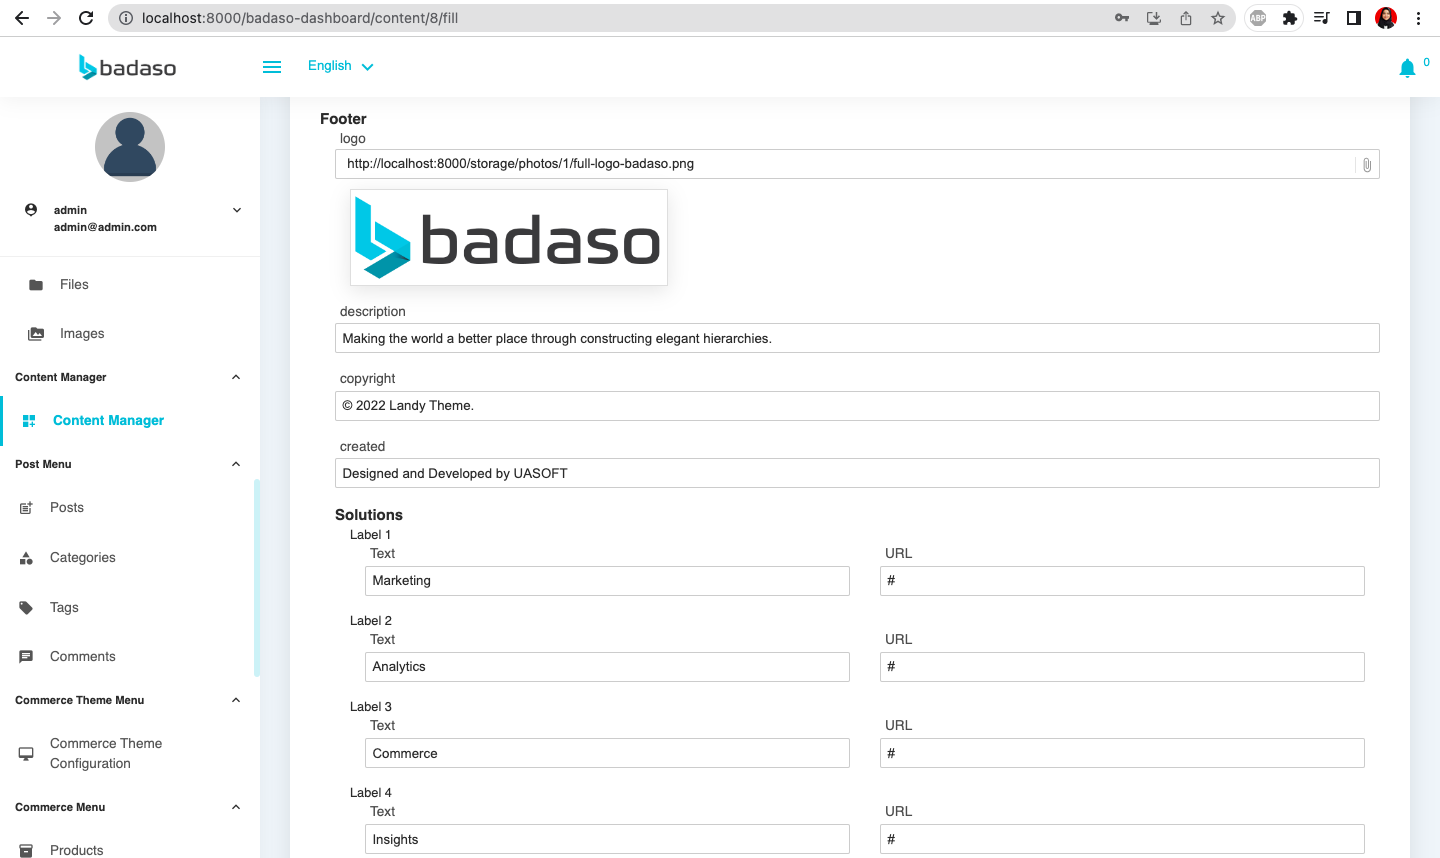 localhost:8000/badaso-dashboard/content/8/fill
ABP
badaso
English
0
admin
admin@admin.com
Files
Images
Content Manager
Content Manager
Post Menu
Posts
Categories
Tags
Comments
Commerce Theme Menu
Commerce Theme
Configuration
Commerce Menu
Products
Footer
logo
http://localhost:8000/storage/photos/1/full-logo-badaso.png
badaso
description
Making the world a better place through constructing elegant hierarchies.
copyright
© 2022 Landy Theme.
created
Designed and Developed by UASOFT
Solutions
Label 1
Text URL
Marketing #
Label 2
Text URL
Analytics #
Label 3
Text URL
Commerce #
Label 4
Text URL
Insights #